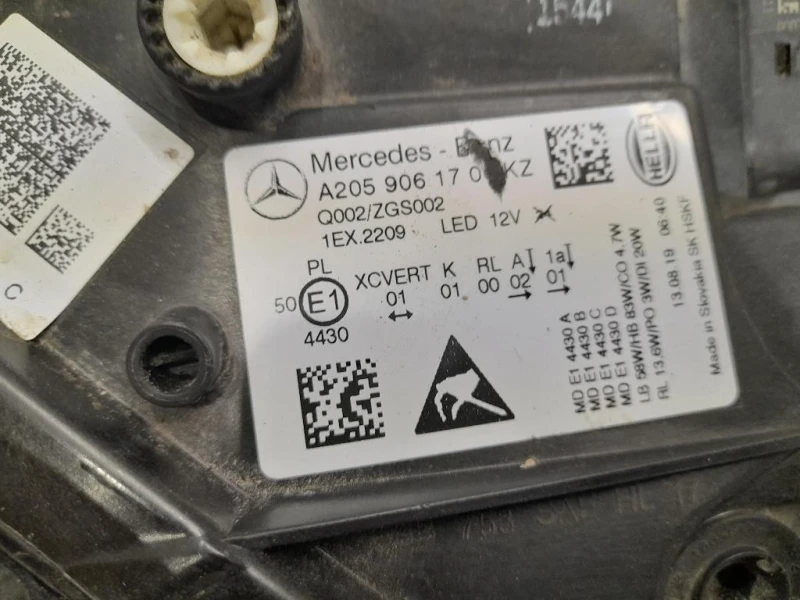 1544
Mercedes -
A205 906 17 KZ
Q002/ZGS002
1EX.2209 LED 12V
HELLA
PL
50 E1
4430
XCVERT K RL A 1a
01 01 00 02 01
MD E1 4430 A
MD E1 4430 B
MD E1 4430 C
MD E1 4430 D
LB 58W/HB 83W/CO 4.7W
RL 13,6W/PO 3W/DI 20W
13.08.19 06:40
Made in Slovakia SK HSKF
C